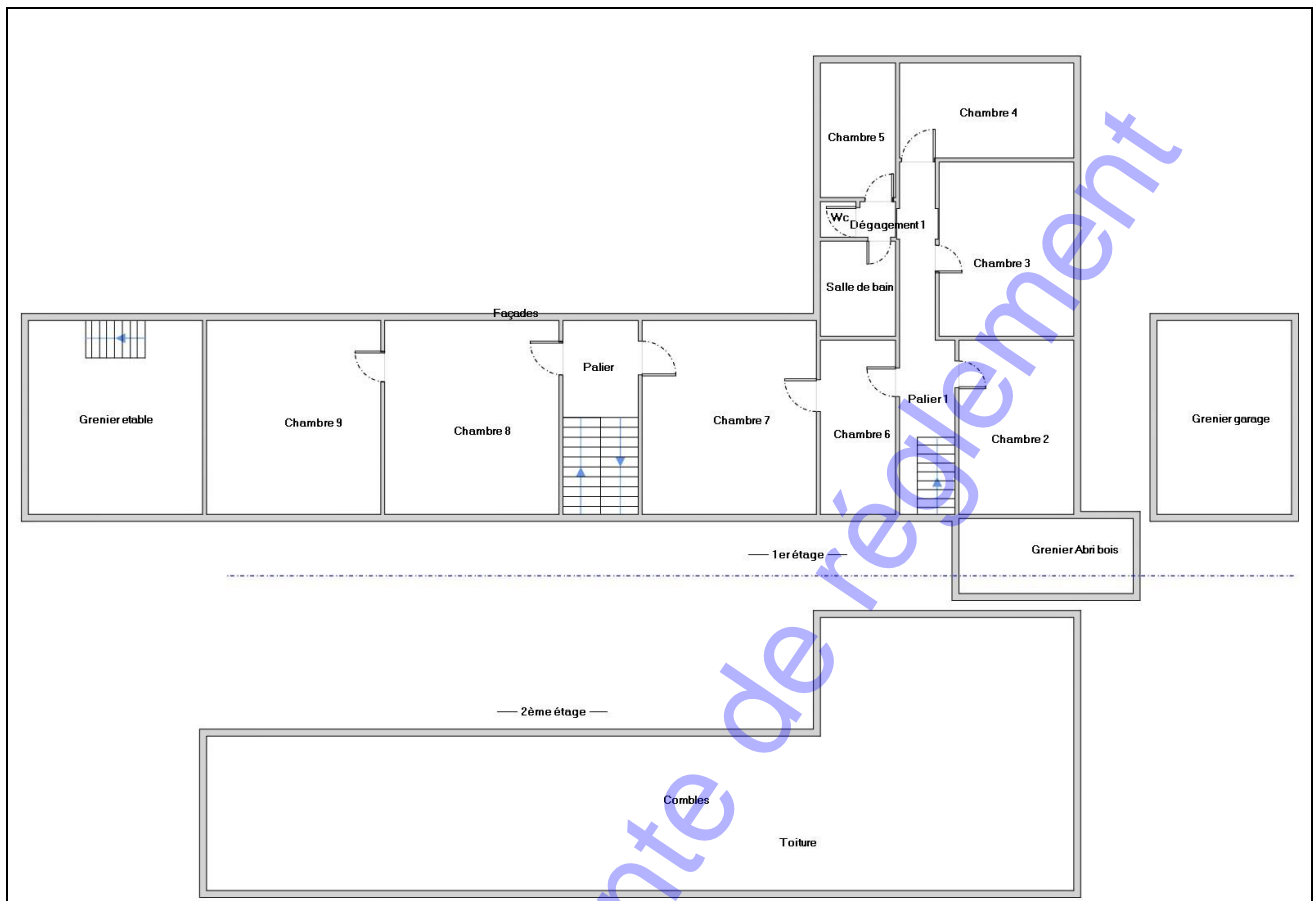 Chambre 4
Chambre 5
Wc
Dégagement 1
Chambre 3
Salle de bain
Façades
Palier
Palier 1
Grenier etable
Chambre 9
Chambre 8
Chambre 7
Chambre 6
Chambre 2
Grenier garage
1er étage
Grenier Abri bois
2ème étage
Combles
Toiture
nte de réglement